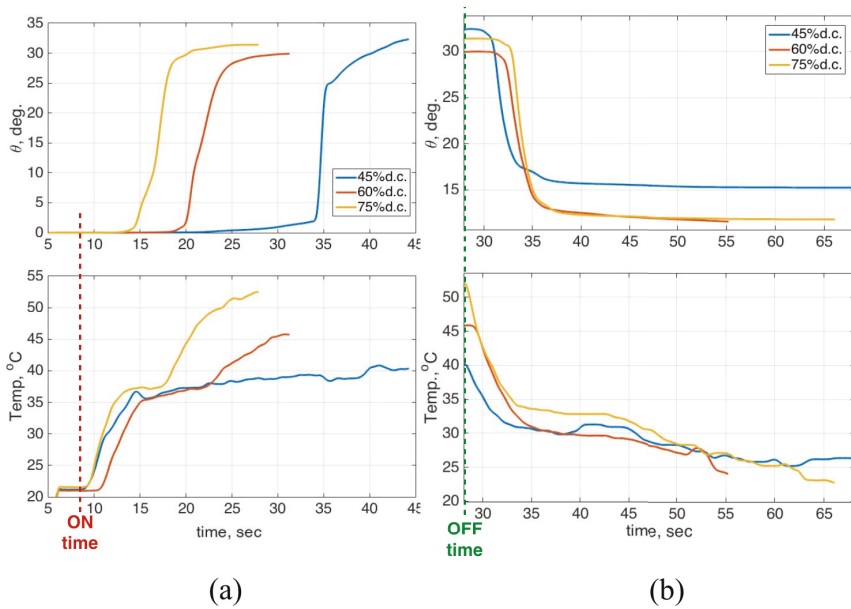 35
30
25
20
15
10
5
0
θ, deg.
45%d.c.
60%d.c.
75%d.c.
5 10 15 20 25 30 35 40 45
55
50
45
40
35
30
25
20
Temp, °C
5 10 15 20 25 30 35 40 45
ON
time
time, sec
(a)
30
25
20
15
θ, deg.
45%d.c.
60%d.c.
75%d.c.
30 35 40 45 50 55 60 65
50
45
40
35
30
25
20
Temp., °C
30 35 40 45 50 55 60 65
OFF
time
time, sec
(b)